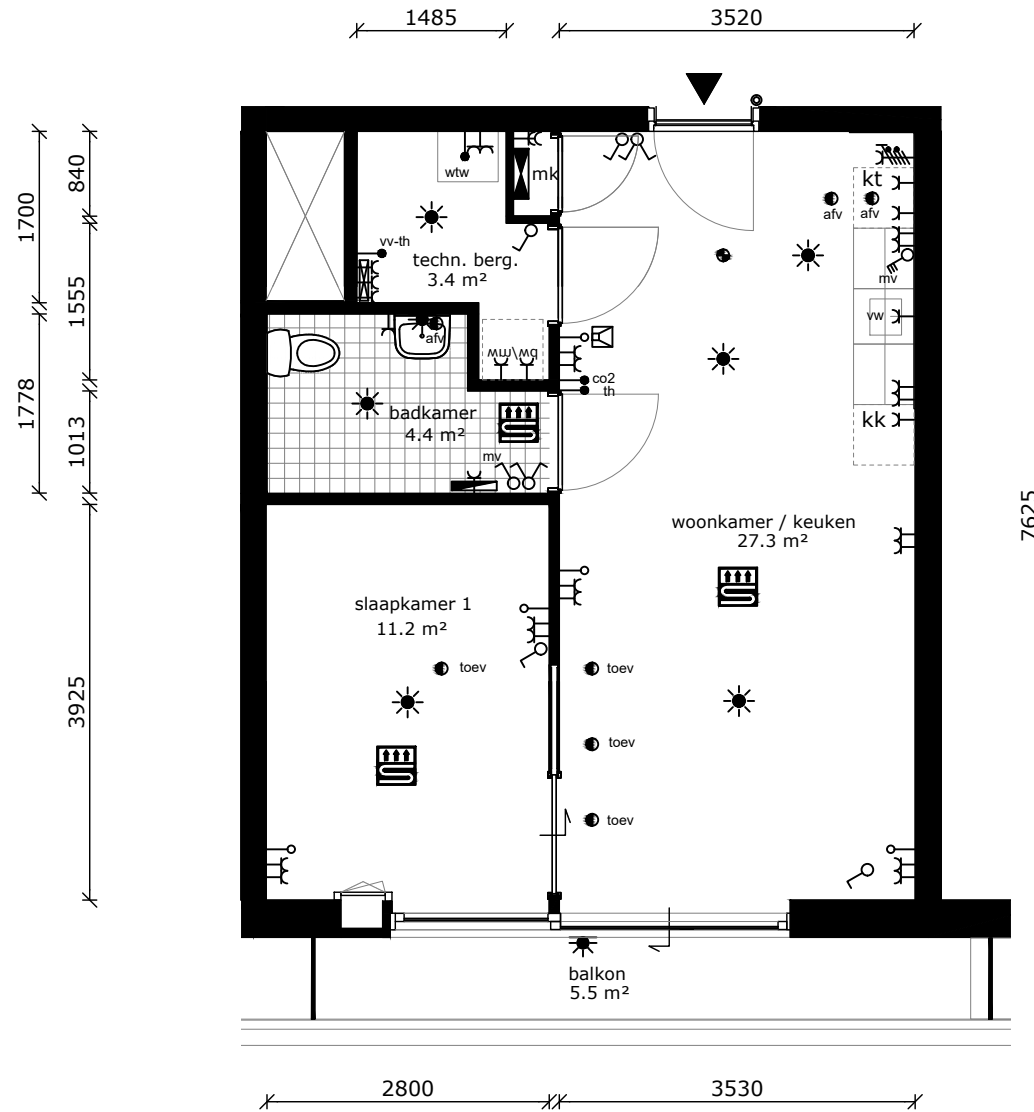 1485
3520
840
1700
1555
1778
1013
3925
7625
wtw
mk
kt
afv
afv
vv-th
techn. berg.
3.4 m²
mv
vw
afv
wm/wd
co2
th
badkamer
4.4 m²
kk
mv
woonkamer / keuken
27.3 m²
slaapkamer 1
11.2 m²
toev
toev
toev
toev
balkon
5.5 m²
2800
3530